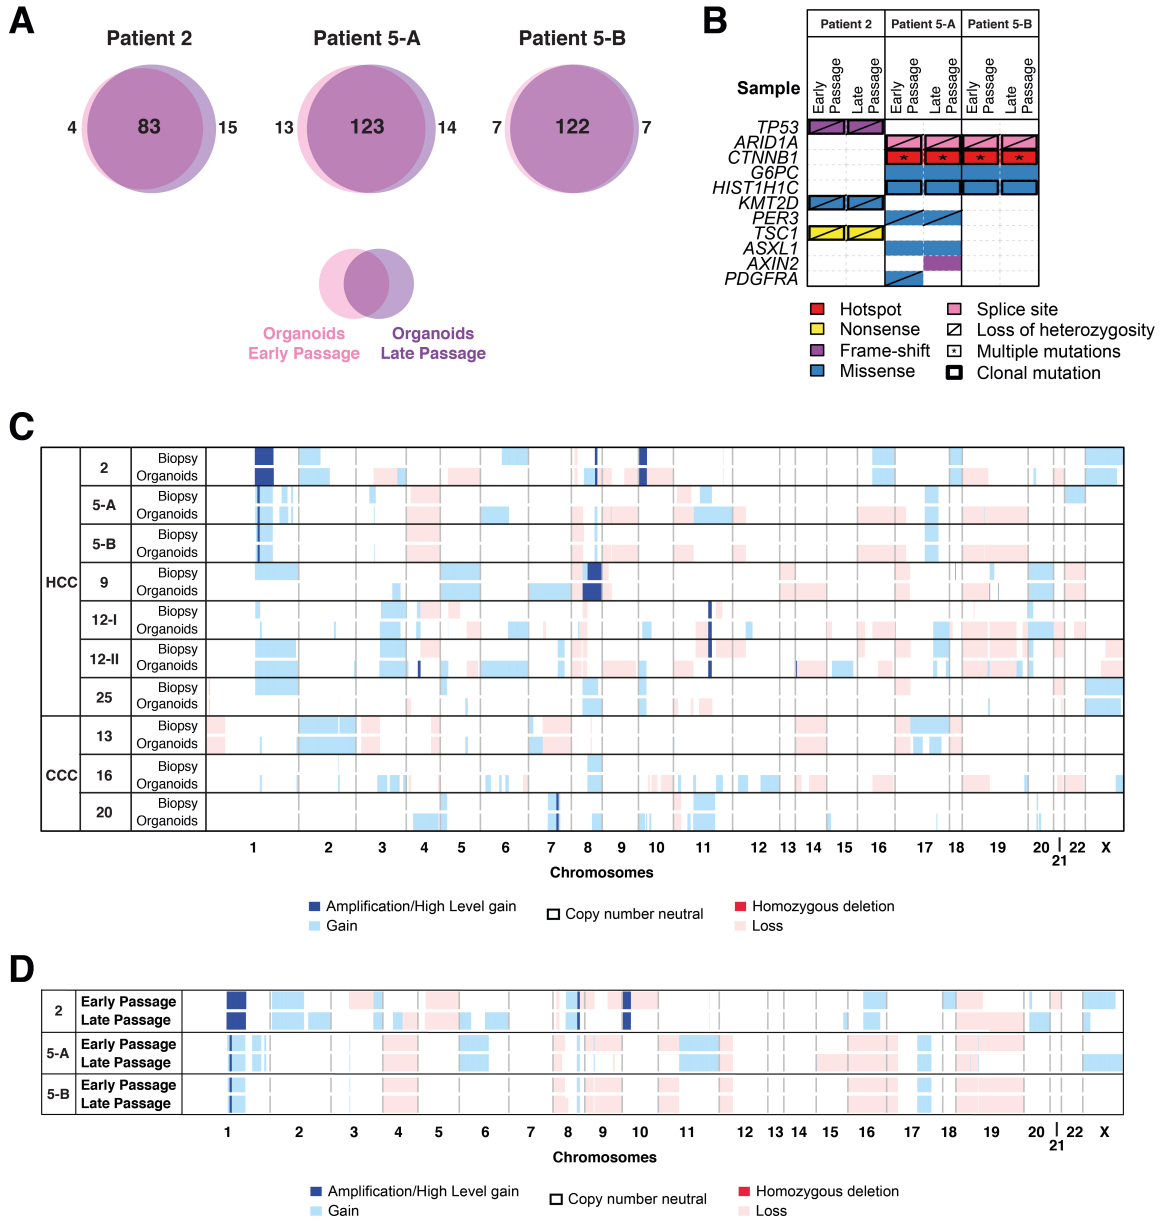 A
Patient 2
Patient 5-A
Patient 5-B
4 83 15
13 123 14
7 122 7
Organoids
Early Passage
Organoids
Late Passage
B
Patient 2 Patient 5-A Patient 5-B
Sample
Early Passage
Late Passage
Early Passage
Late Passage
Early Passage
Late Passage
TP53
ARID1A
CTNNB1 * * * *
G6PC
HIST1H1C
KMT2D
PER3
TSC1
ASXL1
AXIN2
PDGFRA
Hotspot
Nonsense
Frame-shift
Missense
Splice site
Loss of heterozygosity
* Multiple mutations
Clonal mutation
C
HCC
2
Biopsy
Organoids
5-A
Biopsy
Organoids
5-B
Biopsy
Organoids
9
Biopsy
Organoids
12-I
Biopsy
Organoids
12-II
Biopsy
Organoids
25
Biopsy
Organoids
CCC
13
Biopsy
Organoids
16
Biopsy
Organoids
20
Biopsy
Organoids
1 2 3 4 5 6 7 8 9 10 11 12 13 14 15 16 17 18 19 20 21 22 X
Chromosomes
Amplification/High Level gain
Gain
Copy number neutral
Homozygous deletion
Loss
D
2
Early Passage
Late Passage
5-A
Early Passage
Late Passage
5-B
Early Passage
Late Passage
1 2 3 4 5 6 7 8 9 10 11 12 13 14 15 16 17 18 19 20 21 22 X
Chromosomes
Amplification/High Level gain
Gain
Copy number neutral
Homozygous deletion
Loss